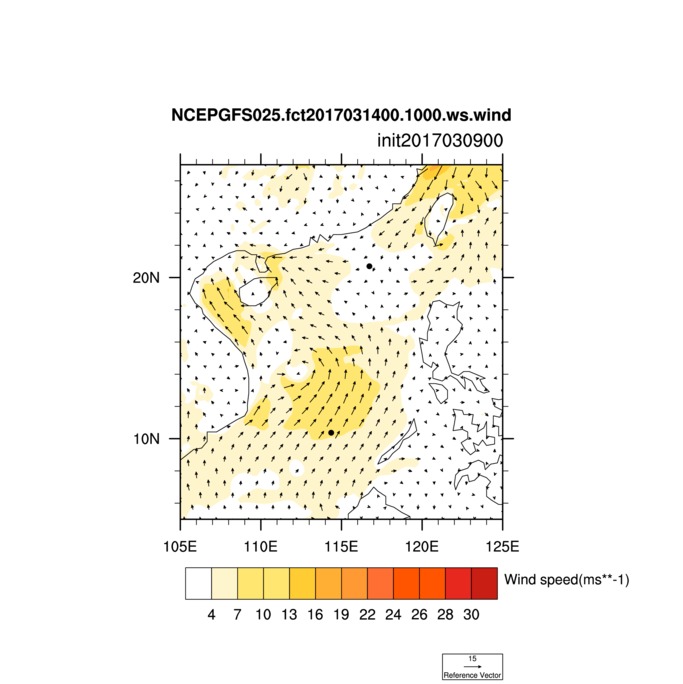 NCEPGFS025.fct2017031400.1000.ws.wind
init2017030900
20N
10N
105E 110E 115E 120E 125E
Wind speed(ms**-1)
4 7 10 13 16 19 22 24 26 28 30
15
Reference Vector